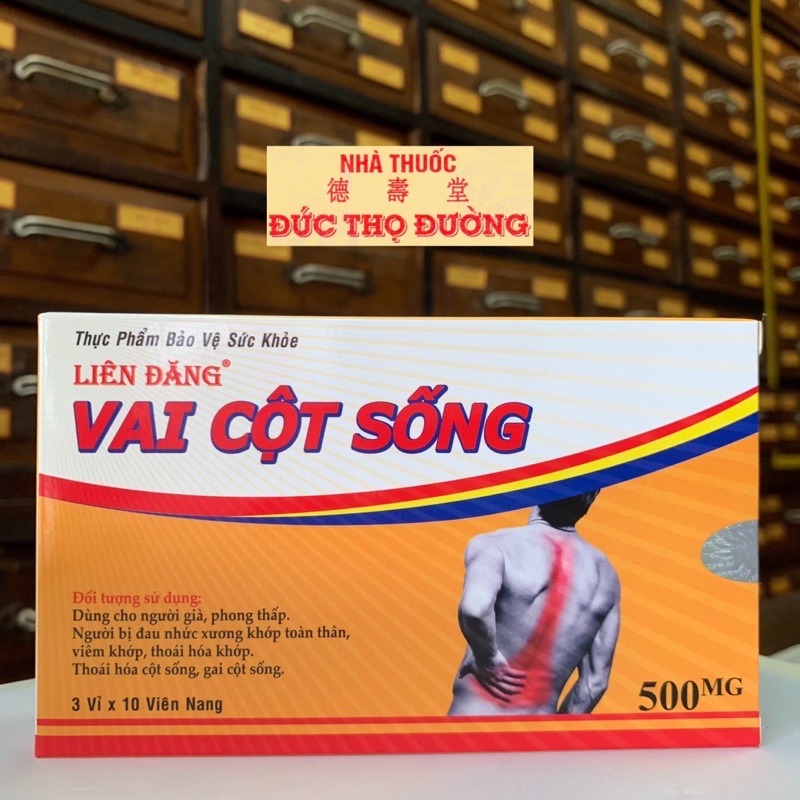 NHÀ THUỐC
德 壽 堂
ĐỨC THỌ ĐƯỜNG
Thực Phẩm Bảo Vệ Sức Khỏe
LIÊN ĐĂNG®
VAI CỘT SỐNG
Đối tượng sử dụng:
Dùng cho người già, phong thấp.
Người bị đau nhức xương khớp toàn thân,
viêm khớp, thoái hóa khớp.
Thoái hóa cột sống, gai cột sống.
3 Vỉ x 10 Viên Nang
500MG